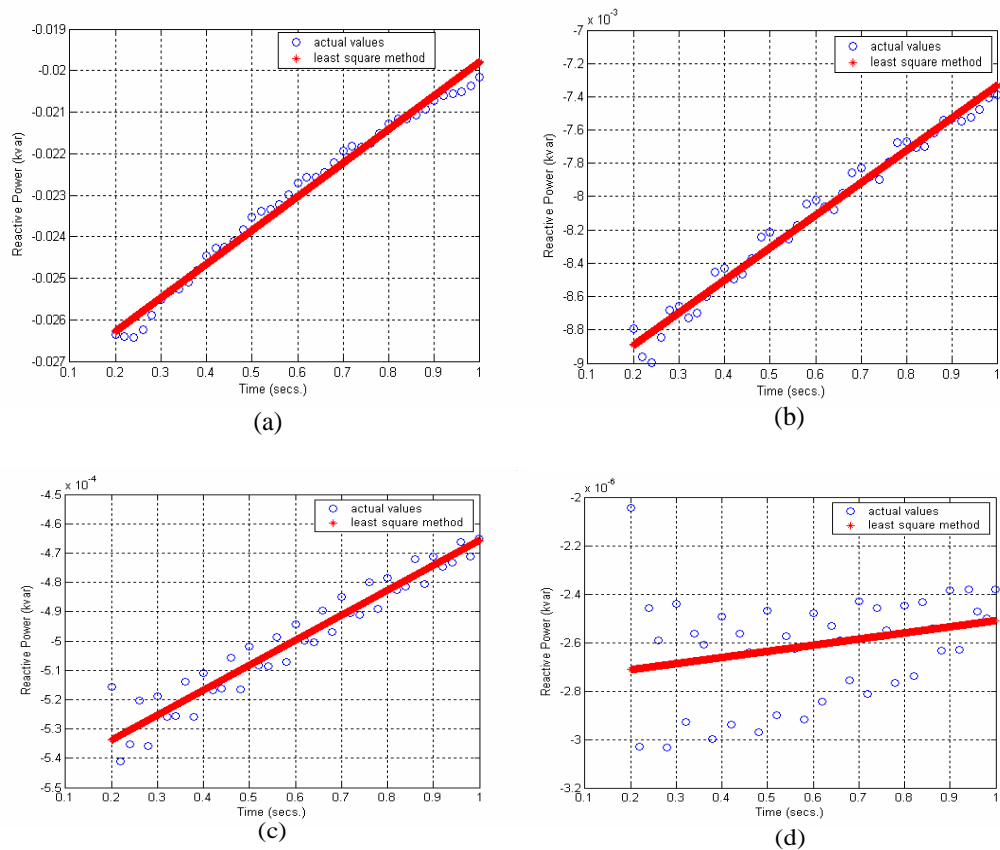 -0.019
-0.02
-0.021
-0.022
-0.023
-0.024
-0.025
-0.026
-0.027
Reactive Power (kvar)
actual values
least square method
0.1 0.2 0.3 0.4 0.5 0.6 0.7 0.8 0.9 1
Time (secs.)
(a)
x 10^-3
-7
-7.2
-7.4
-7.6
-7.8
-8
-8.2
-8.4
-8.6
-8.8
-9
Reactive Power (kvar)
actual values
least square method
0.1 0.2 0.3 0.4 0.5 0.6 0.7 0.8 0.9 1
Time (secs.)
(b)
x 10^-4
-4.5
-4.6
-4.7
-4.8
-4.9
-5
-5.1
-5.2
-5.3
-5.4
-5.5
Reactive Power (kvar)
actual values
least square method
0.1 0.2 0.3 0.4 0.5 0.6 0.7 0.8 0.9 1
Time (secs.)
(c)
x 10^-6
-2
-2.2
-2.4
-2.6
-2.8
-3
-3.2
Reactive Power (kvar)
actual values
least square method
0.1 0.2 0.3 0.4 0.5 0.6 0.7 0.8 0.9 1
Time (secs.)
(d)